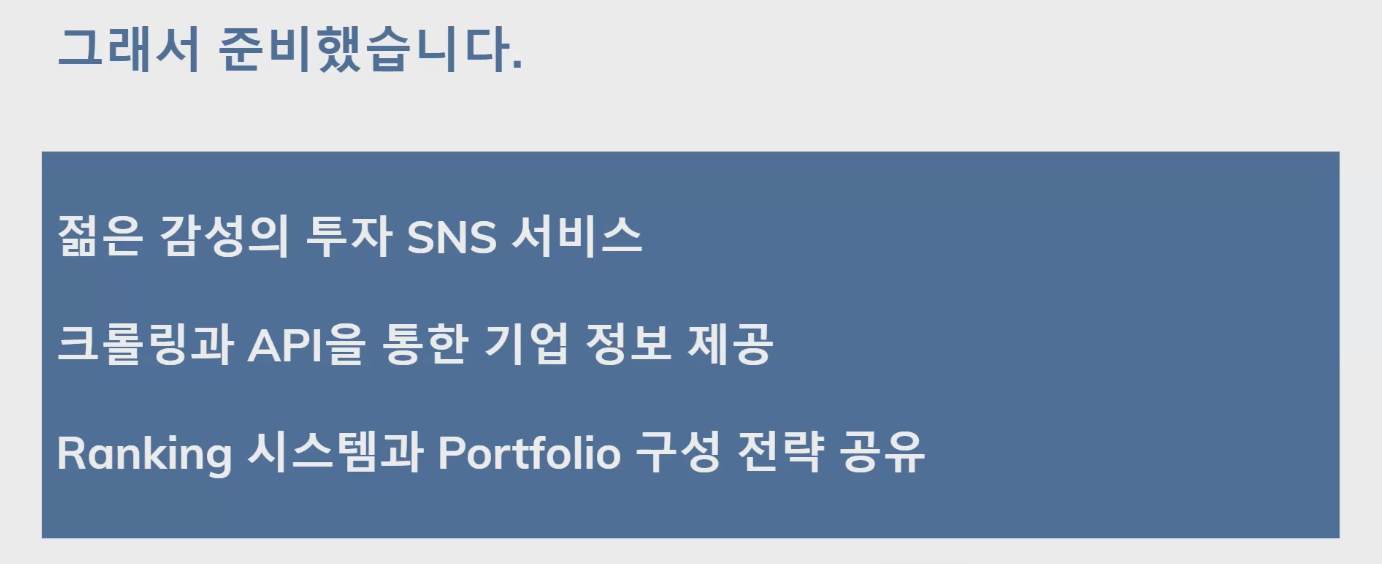 그래서 준비했습니다.
젊은 감성의 투자 SNS 서비스
크롤링과 API을 통한 기업 정보 제공
Ranking 시스템과 Portfolio 구성 전략 공유